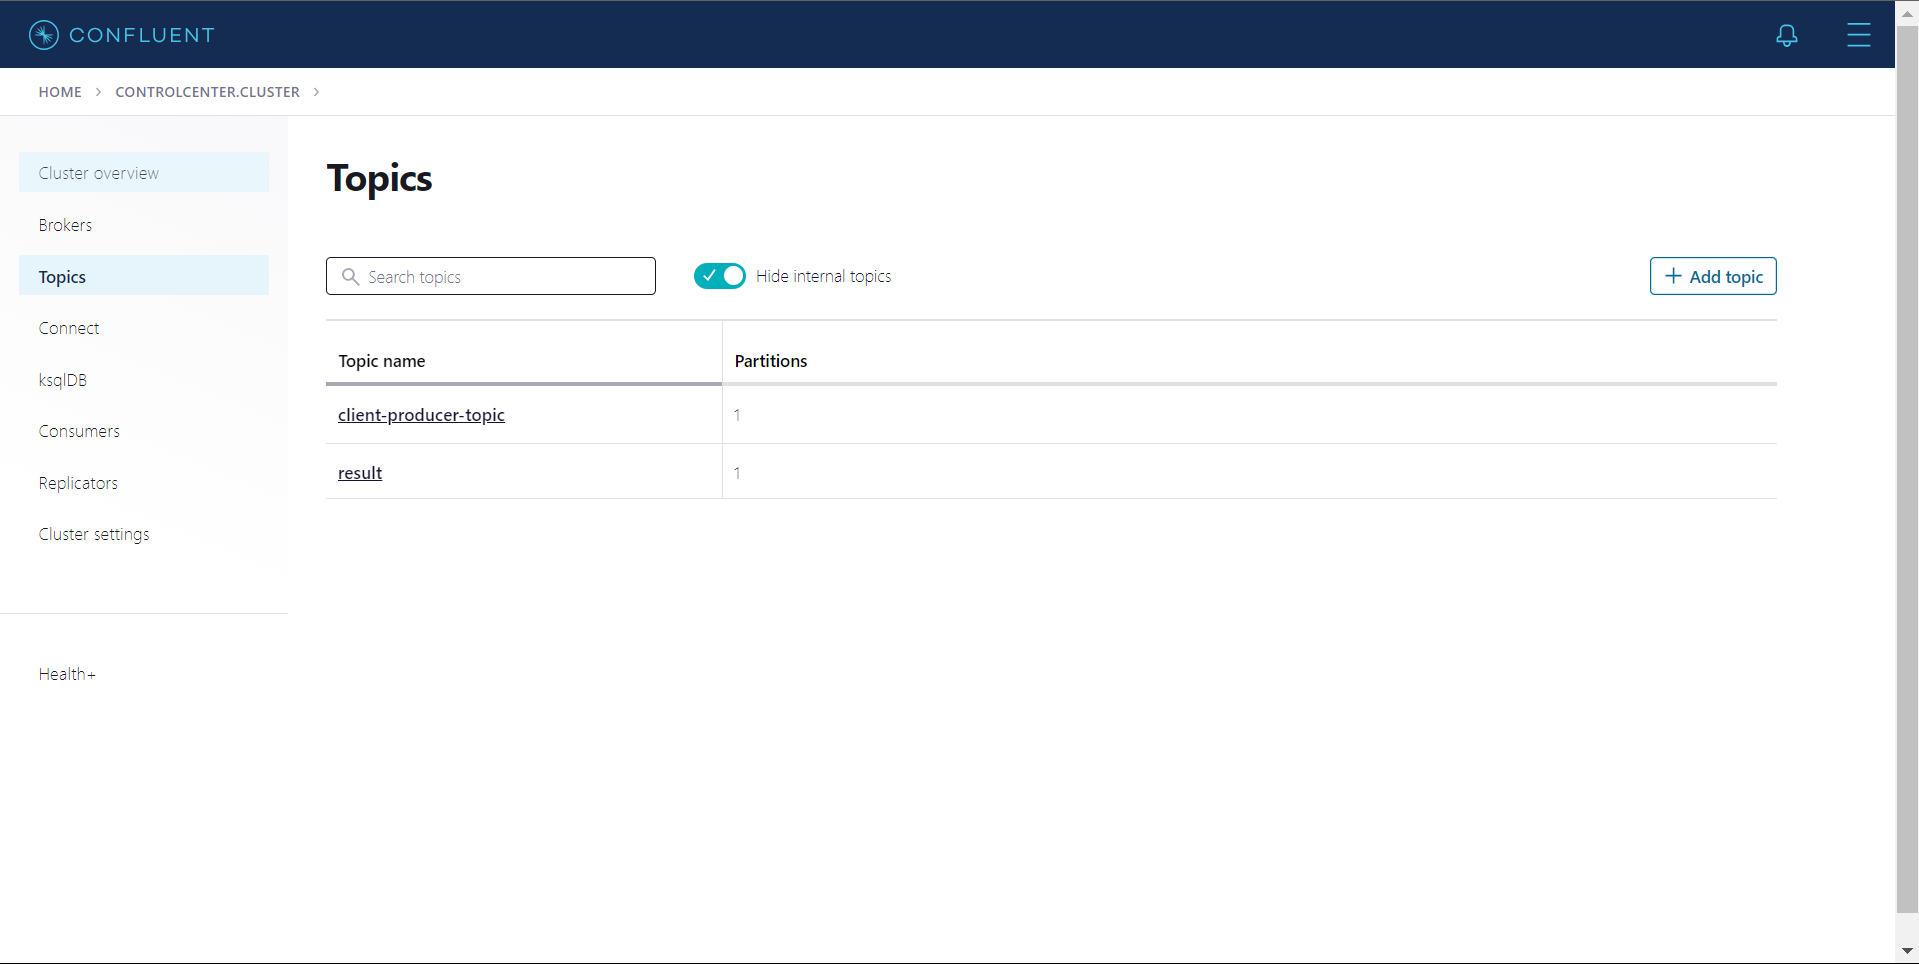 CONFLUENT
HOME > CONTROLCENTER.CLUSTER >
Cluster overview
Brokers
Topics
Connect
ksqlDB
Consumers
Replicators
Cluster settings
Health+
Topics
Search topics
Hide internal topics
+ Add topic
Topic name Partitions
client-producer-topic 1
result 1